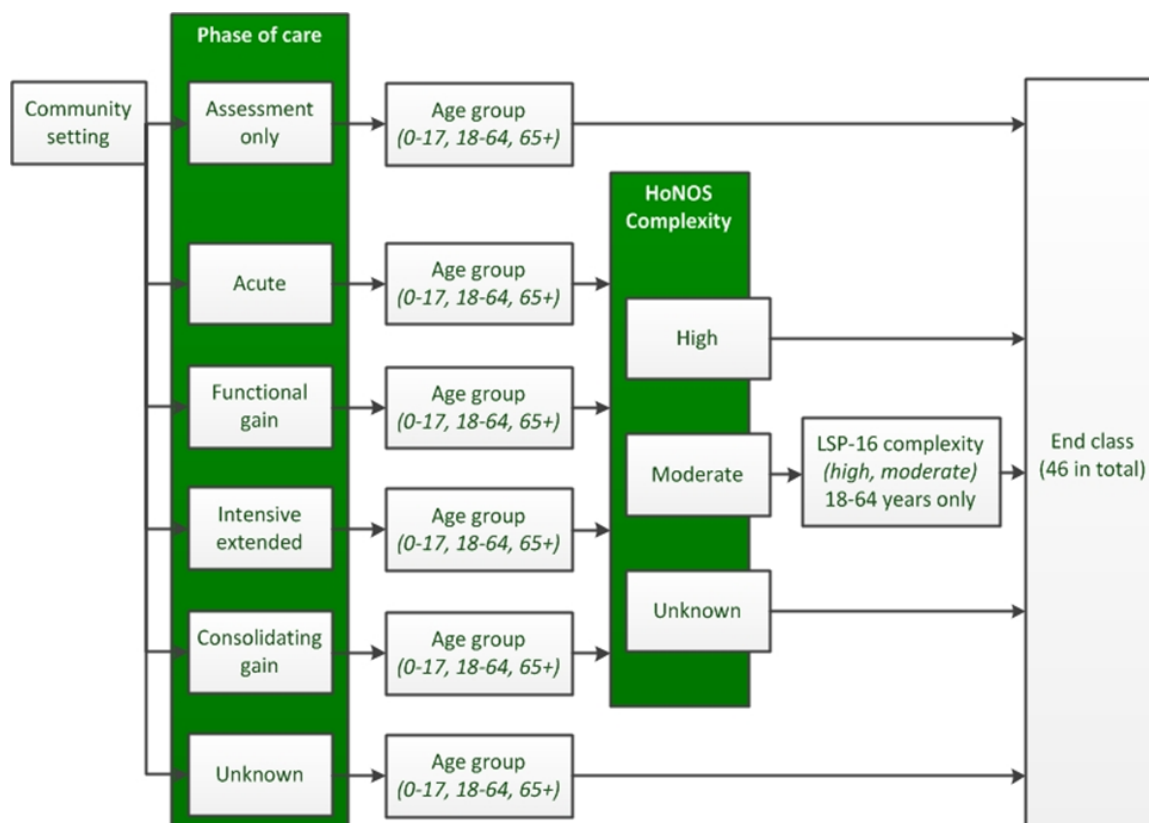 Phase of care
Community
setting
Assessment
only
Age group
(0-17, 18-64, 65+)
HoNOS
Complexity
Acute
Age group
(0-17, 18-64, 65+)
High
Functional
gain
Age group
(0-17, 18-64, 65+)
Moderate
LSP-16 complexity
(high, moderate)
18-64 years only
End class
(46 in total)
Intensive
extended
Age group
(0-17, 18-64, 65+)
Unknown
Consolidating
gain
Age group
(0-17, 18-64, 65+)
Unknown
Age group
(0-17, 18-64, 65+)